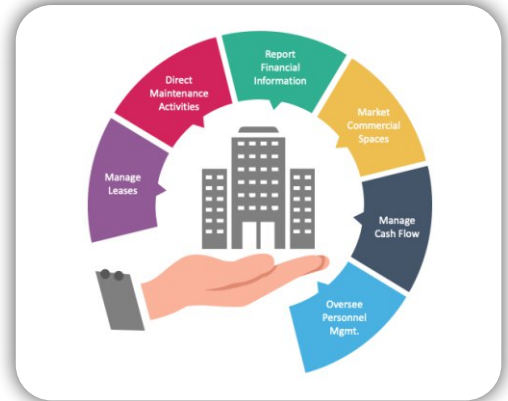 Manage
Leases
Direct
Maintenance
Activities
Report
Financial
Information
Market
Commercial
Spaces
Manage
Cash Flow
Oversee
Personnel
Mgmt.